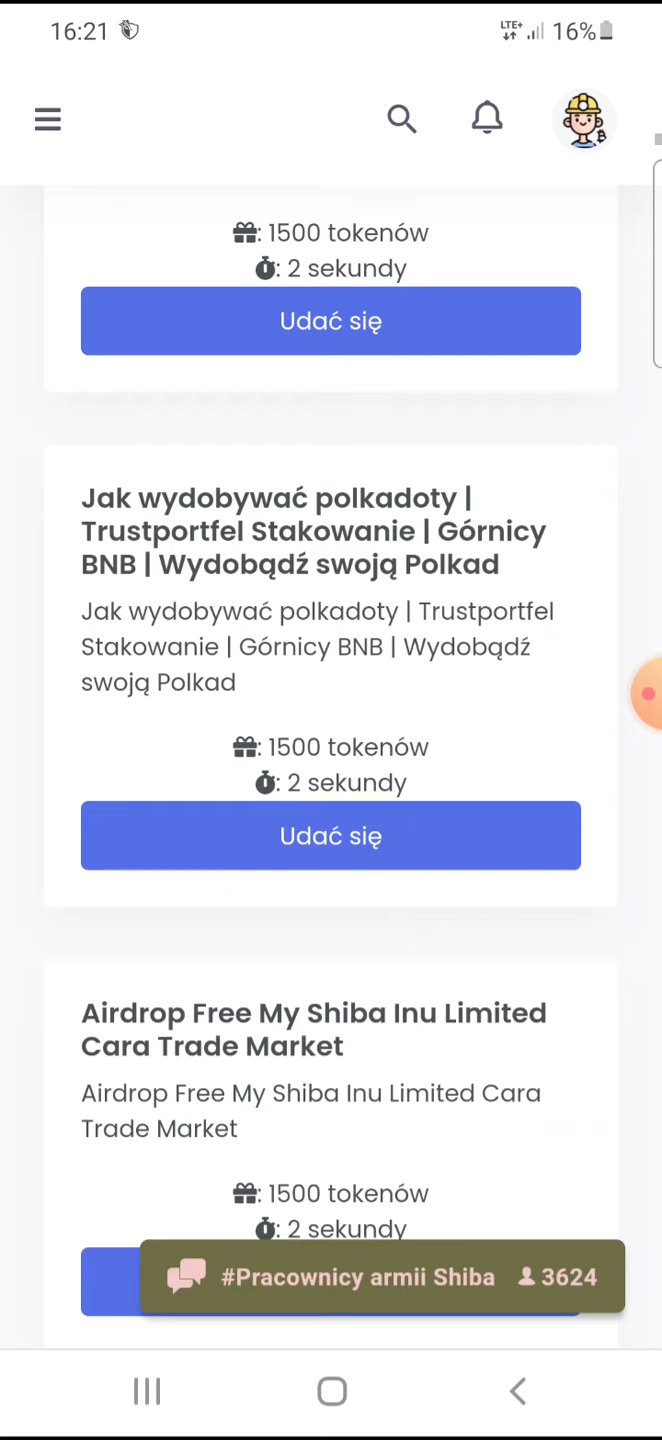 16:21 LTE+ 16%
: 1500 tokenów
: 2 sekundy
Udać się
Jak wydobywać polkadoty |
Trustportfel Stakowanie | Górnicy
BNB | Wydobądź swoją Polkad
Jak wydobywać polkadoty | Trustportfel
Stakowanie | Górnicy BNB | Wydobądź
swoją Polkad
: 1500 tokenów
: 2 sekundy
Udać się
Airdrop Free My Shiba Inu Limited
Cara Trade Market
Airdrop Free My Shiba Inu Limited Cara
Trade Market
: 1500 tokenów
: 2 sekundy
#Pracownicy armii Shiba 3624